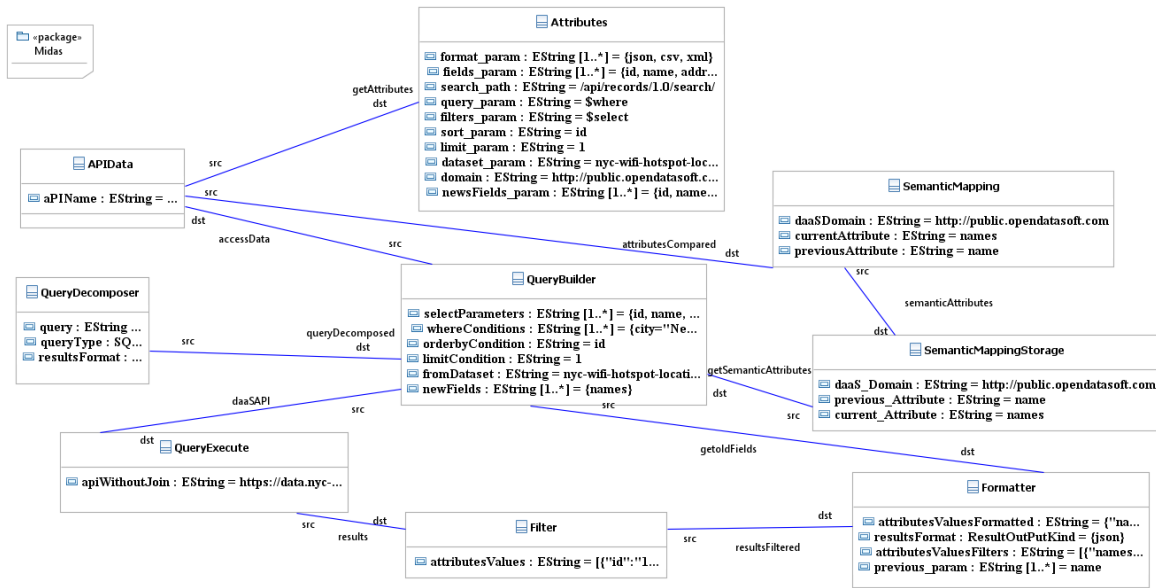 «package»
Midas
Attributes
format_param : EString [1..*] = {json, csv, xml}
fields_param : EString [1..*] = {id, name, addr...
search_path : EString = /api/records/1.0/search/
query_param : EString = $where
filters_param : EString = $select
sort_param : EString = id
limit_param : EString = 1
dataset_param : EString = nyc-wifi-hotspot-loc...
domain : EString = http://public.opendatasoft.c...
newsFields_param : EString [1..*] = {id, name...
getAttributes
dst
src
APIData
aPIName : EString = ...
src
dst
accessData
src
attributesCompared
dst
SemanticMapping
daaSDomain : EString = http://public.opendatasoft.com
currentAttribute : EString = names
previousAttribute : EString = name
src
semanticAttributes
dst
QueryDecomposer
query : EString ...
queryType : SQ...
resultsFormat : ...
src
queryDecomposed
dst
QueryBuilder
selectParameters : EString [1..*] = {id, name, ...
whereConditions : EString [1..*] = {city="Ne...
orderbyCondition : EString = id
limitCondition : EString = 1
fromDataset : EString = nyc-wifi-hotspot-locati...
newFields : EString [1..*] = {names}
getSemanticAttributes
dst
src
SemanticMappingStorage
daaS_Domain : EString = http://public.opendatasoft.com
previous_Attribute : EString = name
current_Attribute : EString = names
daaSAPI
src
dst
src
getoldFields
dst
QueryExecute
apiWithoutJoin : EString = https://data.nyc-...
src
results
dst
Filter
attributesValues : EString = [{"id":"1...
src
resultsFiltered
dst
Formatter
attributesValuesFormatted : EString = {"na...
resultsFormat : ResultOutPutKind = {json}
attributesValuesFilters : EString = [{"names...
previous_param : EString [1..*] = name